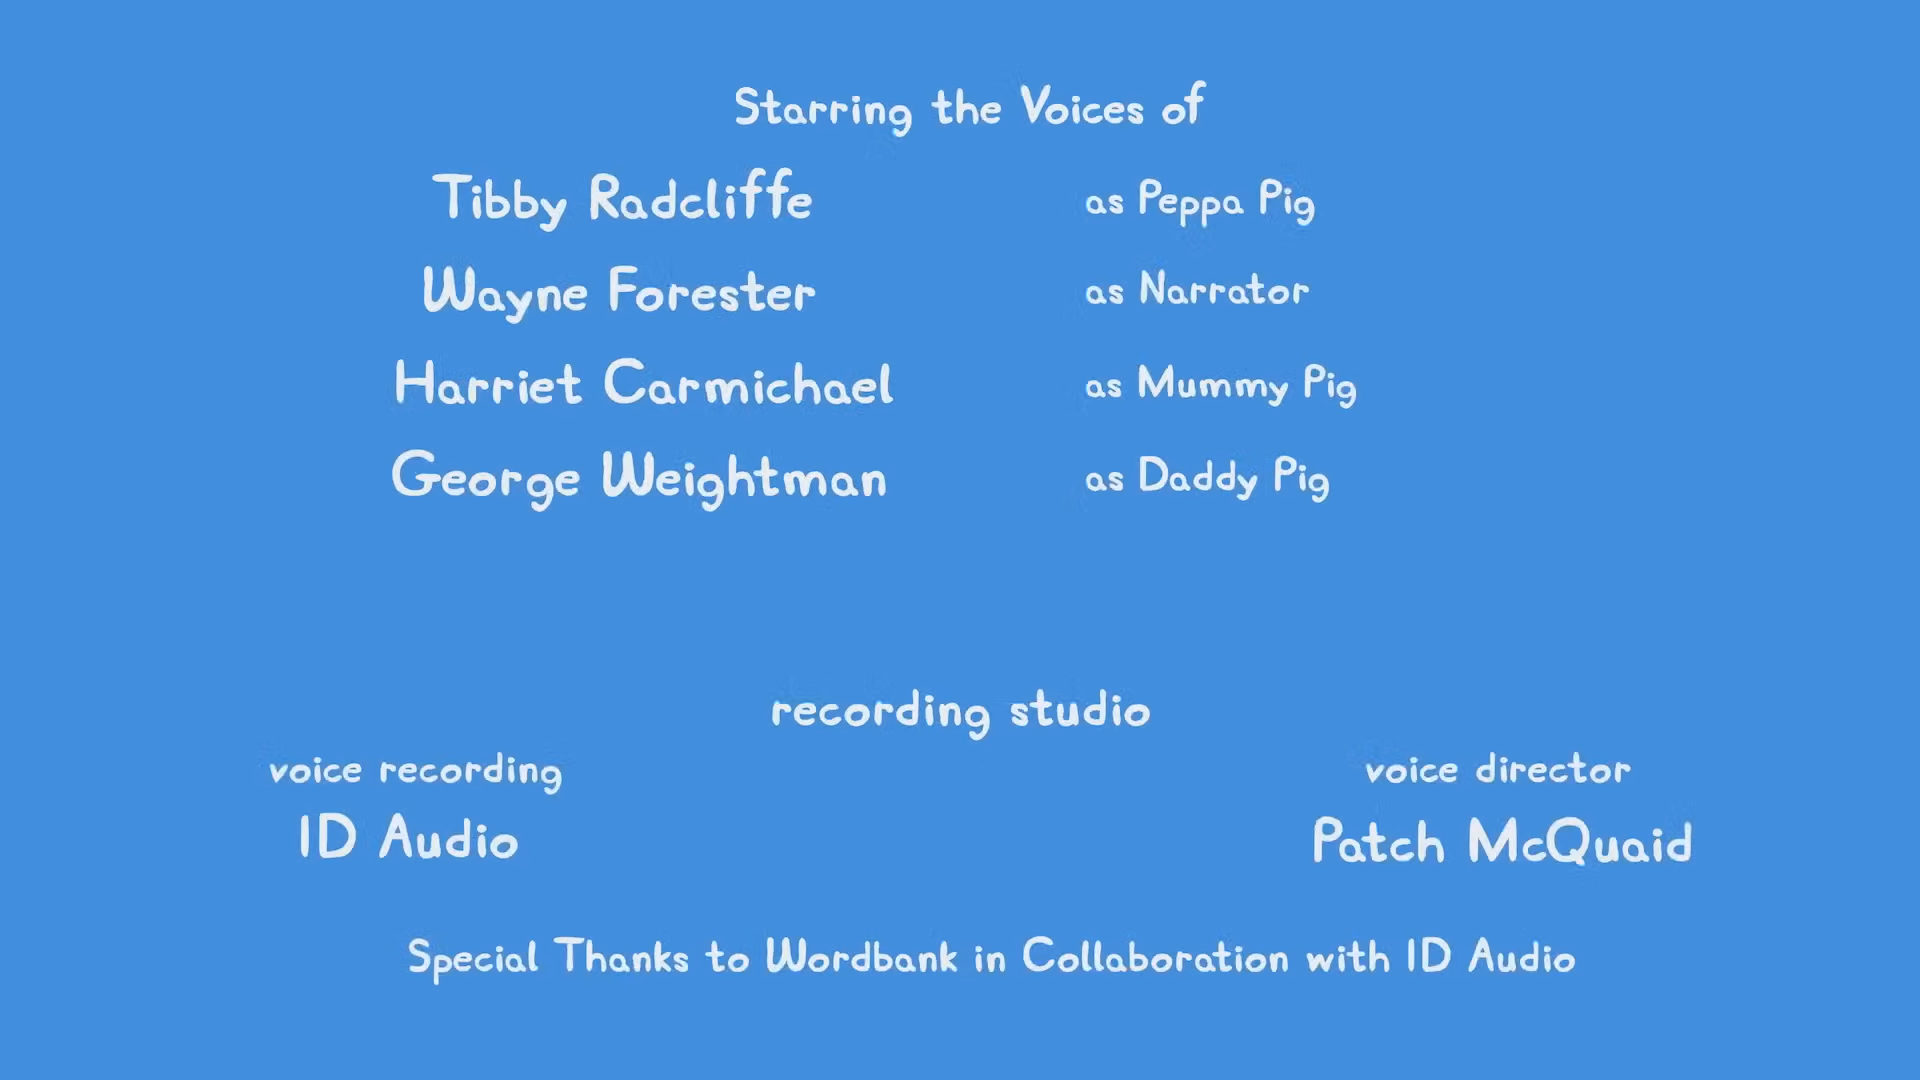 Starring the Voices of
Tibby Radcliffe as Peppa Pig
Wayne Forester as Narrator
Harriet Carmichael as Mummy Pig
George Weightman as Daddy Pig
recording studio
voice recording
ID Audio
voice director
Patch McQuaid
Special Thanks to Wordbank in Collaboration with ID Audio